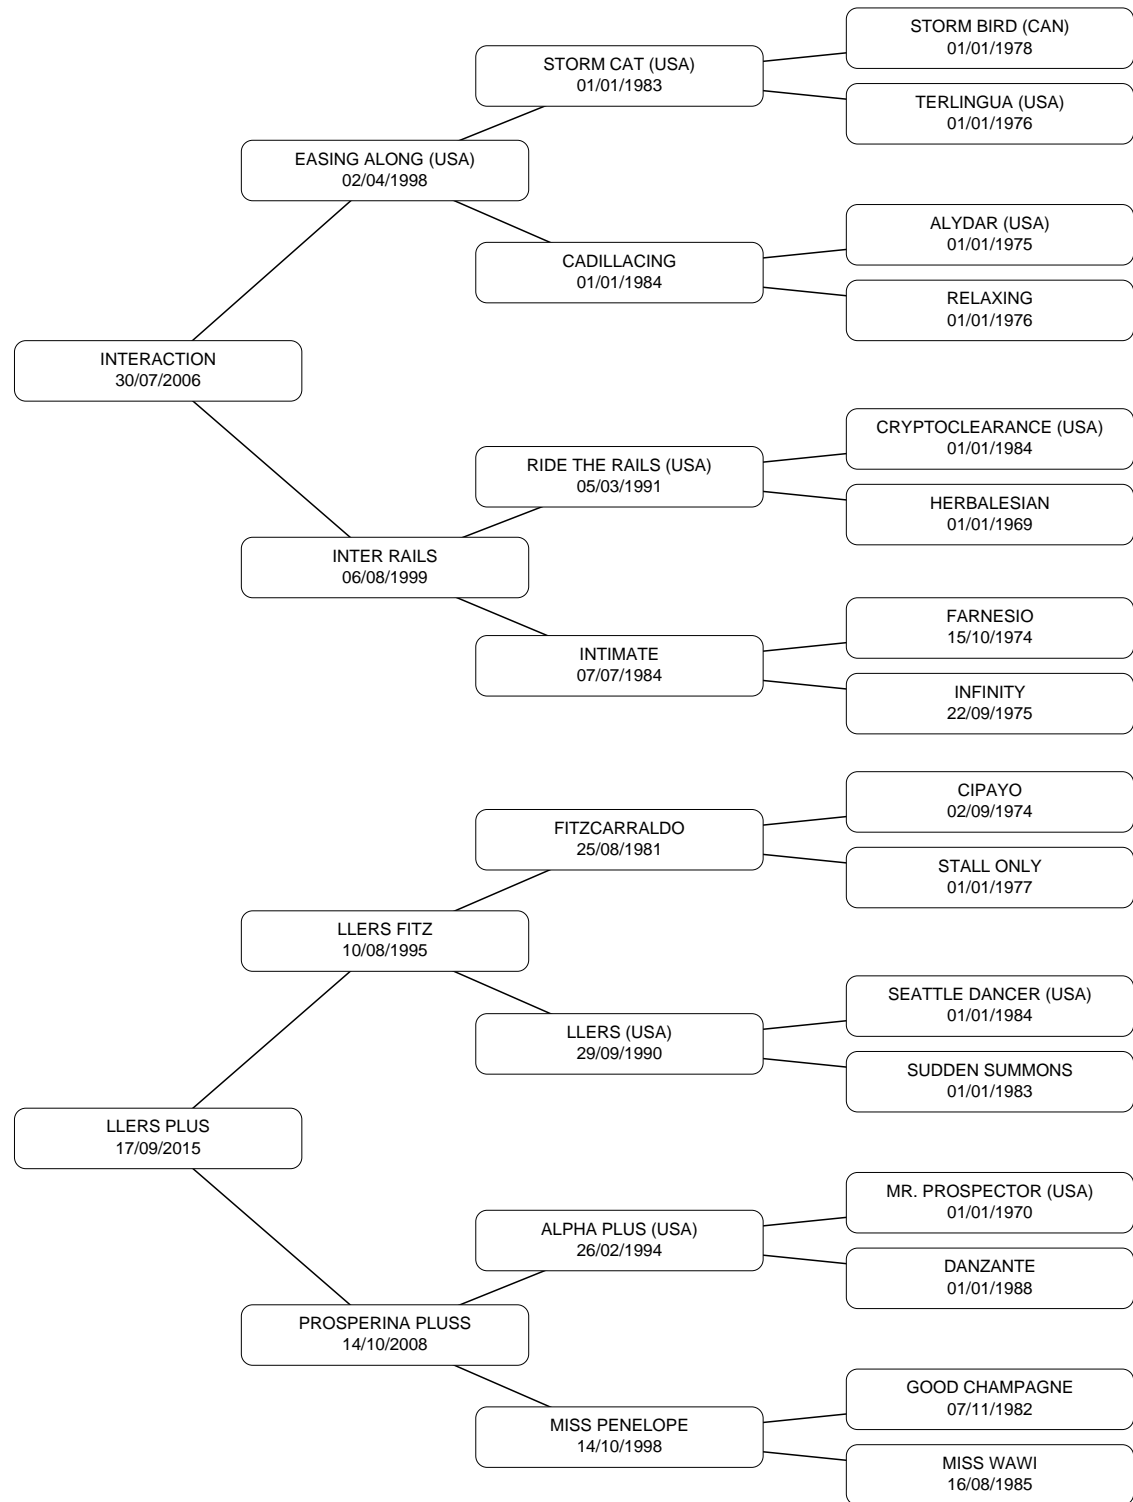 STORM BIRD (CAN)
01/01/1978
STORM CAT (USA)
01/01/1983
TERLINGUA (USA)
01/01/1976
EASING ALONG (USA)
02/04/1998
ALYDAR (USA)
01/01/1975
CADILLACING
01/01/1984
RELAXING
01/01/1976
INTERACTION
30/07/2006
CRYPTOCLEARANCE (USA)
01/01/1984
RIDE THE RAILS (USA)
05/03/1991
HERBALESIAN
01/01/1969
INTER RAILS
06/08/1999
FARNESIO
15/10/1974
INTIMATE
07/07/1984
INFINITY
22/09/1975
CIPAYO
02/09/1974
FITZCARRALDO
25/08/1981
STALL ONLY
01/01/1977
LLERS FITZ
10/08/1995
SEATTLE DANCER (USA)
01/01/1984
LLERS (USA)
29/09/1990
SUDDEN SUMMONS
01/01/1983
LLERS PLUS
17/09/2015
MR. PROSPECTOR (USA)
01/01/1970
ALPHA PLUS (USA)
26/02/1994
DANZANTE
01/01/1988
PROSPERINA PLUSS
14/10/2008
GOOD CHAMPAGNE
07/11/1982
MISS PENELOPE
14/10/1998
MISS WAWI
16/08/1985